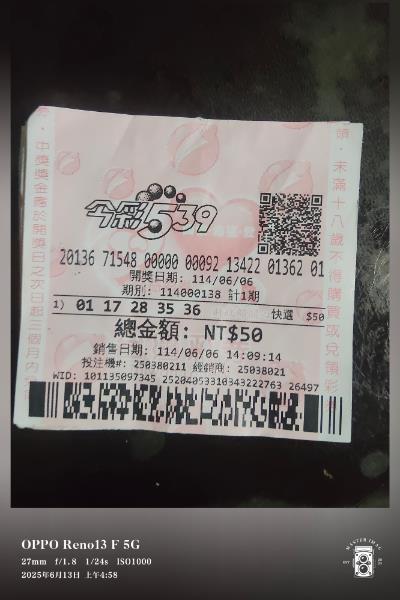 今彩539
20136 71548 00000 00092 13422 01362 01
開獎日期: 114/06/06
期別: 114000138 計1期
1) 01 17 28 35 36 快選 $50
總金額: NT$50
銷售日期: 114/06/06 14:09:14
投注機#: 250380211 經銷商: 25038021
WID: 101135097345 25204053310343222763 26497
中獎獎金需於開獎日之次日起三個月內
未滿十八歲不得購買或兌領彩
OPPO Reno13 F 5G
27mm f/1.8 1/24s ISO1000
2025年6月13日 上午4:58